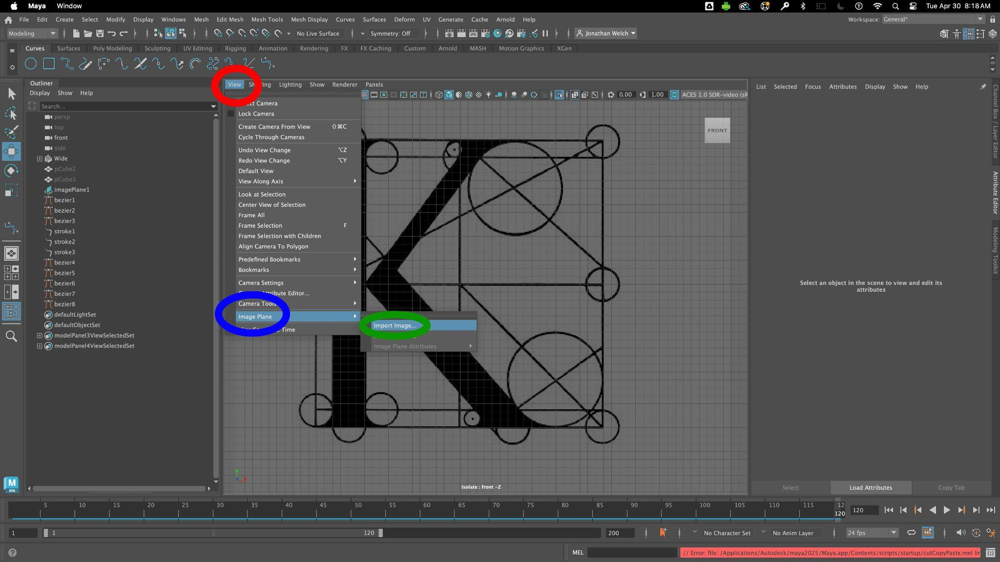 Maya Window Tue Apr 30 8:18 AM
File Edit Create Select Modify Display Windows Mesh Edit Mesh Mesh Tools Mesh Display Curves Surfaces Deform UV Generate Cache Arnold Help Workspace: General*
Modeling No Live Surface Symmetry: Off IPR Jonathan Welch
Curves Surfaces Poly Modeling Sculpting UV Editing Rigging Animation Rendering FX FX Caching Custom Arnold MASH Motion Graphics XGen
Outliner
Display Show Help
Search...
persp
top
front
side
Wide
pCube2
pCube3
imagePlane1
bezier1
bezier2
bezier3
stroke1
stroke2
stroke3
bezier4
bezier5
bezier6
bezier7
bezier8
defaultLightSet
defaultObjectSet
modelPanel3ViewSelectedSet
modelPanel4ViewSelectedSet
M
AYA
View Lighting Show Renderer Panels
0.00 1.00 ON ACES 1.0 SDR-video (sR
Camera
Lock Camera
Create Camera From View ⇧⌘C
Cycle Through Cameras
Undo View Change ⌥Z
Redo View Change ⌥Y
Default View
View Along Axis
Look at Selection
Center View of Selection
Frame All
Frame Selection F
Frame Selection with Children
Align Camera To Polygon
Predefined Bookmarks
Bookmarks
Camera Settings
Attribute Editor...
Camera Tools
Image Plane
Time
Import Image...
Image Plane Attributes
FRONT
y
z x
Isolate : front -Z
List Selected Focus Attributes Display Show Help
Select an object in the scene to view and edit its
attributes
Select Load Attributes Copy Tab
Channel Box / Layer Editor
Attribute Editor
Modeling Toolkit
5 10 15 20 25 30 35 40 45 50 55 60 65 70 75 80 85 90 95 100 105 110 115 12
120 120
1 1 120 200 No Character Set No Anim Layer 24 fps
MEL // Error: file: /Applications/Autodesk/maya2025/Maya.app/Contents/scripts/startup/cutCopyPaste.mel lin